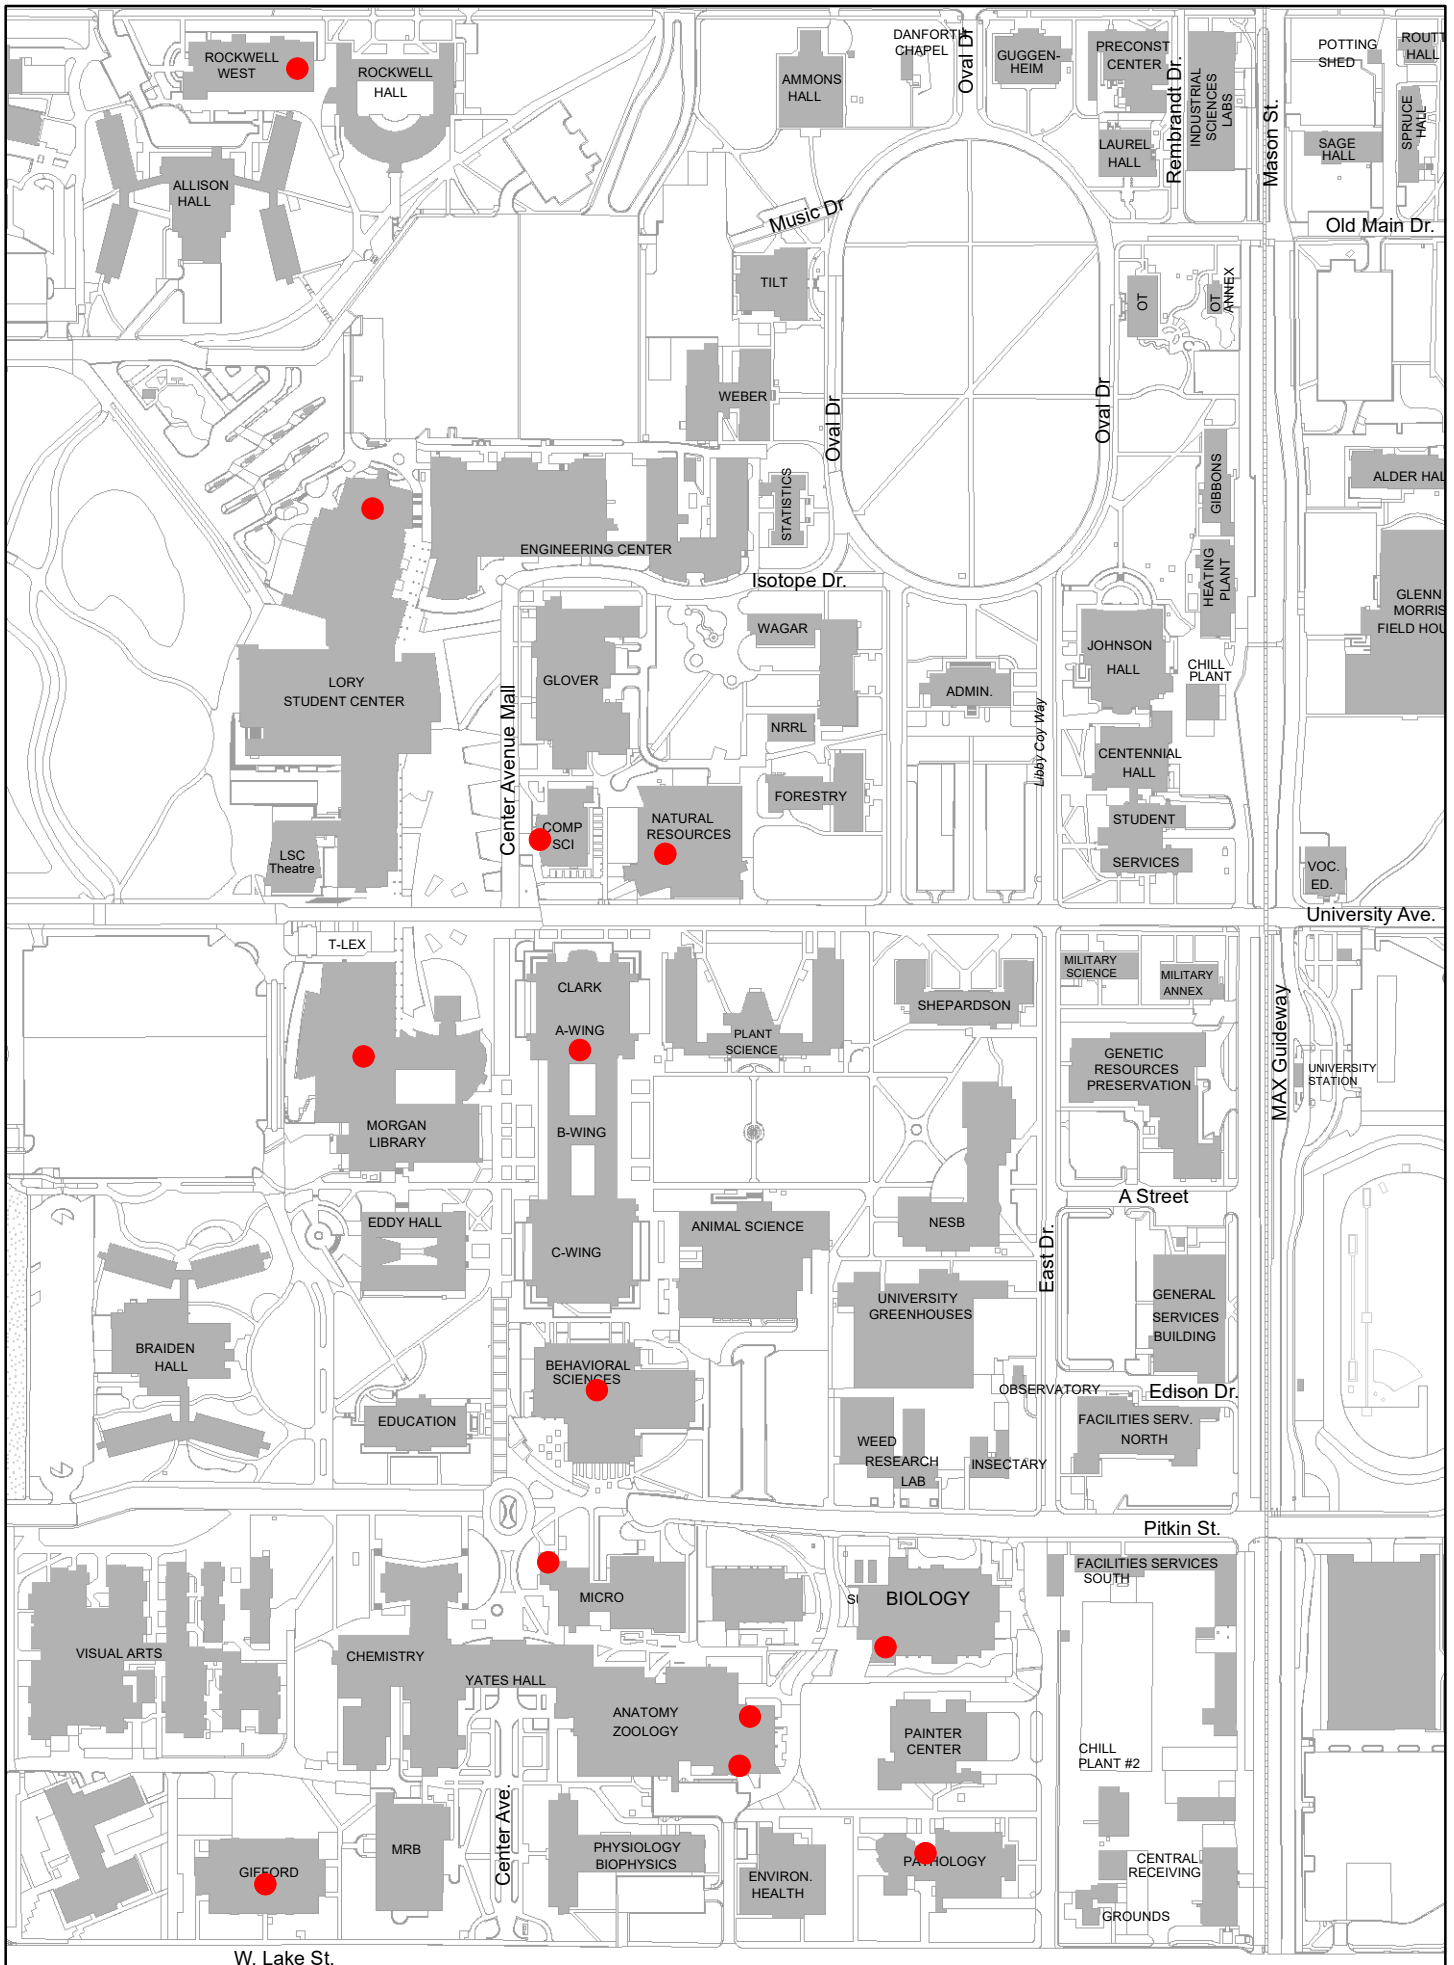 ROCKWELL
WEST
ROCKWELL
HALL
AMMONS
HALL
DANFORTH
CHAPEL
Oval Dr
GUGGEN-
HEIM
PRECONST
CENTER
Rembrandt Dr.
INDUSTRIAL
SCIENCES
LABS
Mason St.
POTTING
SHED
ROUTT
HALL
SPRUCE
HALL
SAGE
HALL
LAUREL
HALL
ALLISON
HALL
Music Dr
Old Main Dr.
TILT
OT
OT
ANNEX
WEBER
Oval Dr
Oval Dr
STATISTICS
GIBBONS
ALDER HAL
ENGINEERING CENTER
Isotope Dr.
HEATING
PLANT
GLENN
MORRIS
FIELD HOU
WAGAR
JOHNSON
HALL
CHILL
PLANT
LORY
STUDENT CENTER
GLOVER
ADMIN.
Center Avenue Mall
NRRL
Libby Coy Way
CENTENNIAL
HALL
FORESTRY
STUDENT
SERVICES
COMP
SCI
NATURAL
RESOURCES
LSC
Theatre
VOC.
ED.
University Ave.
T-LEX
CLARK
A-WING
B-WING
C-WING
PLANT
SCIENCE
SHEPARDSON
MILITARY
SCIENCE
MILITARY
ANNEX
MAX Guideway
GENETIC
RESOURCES
PRESERVATION
UNIVERSITY
STATION
MORGAN
LIBRARY
A Street
EDDY HALL
ANIMAL SCIENCE
NESB
East Dr.
UNIVERSITY
GREENHOUSES
GENERAL
SERVICES
BUILDING
BRAIDEN
HALL
BEHAVIORAL
SCIENCES
OBSERVATORY
Edison Dr.
EDUCATION
FACILITIES SERV.
NORTH
WEED
RESEARCH
LAB
INSECTARY
Pitkin St.
FACILITIES SERVICES
SOUTH
MICRO
BIOLOGY
VISUAL ARTS
CHEMISTRY
YATES HALL
ANATOMY
ZOOLOGY
PAINTER
CENTER
CHILL
PLANT #2
Center Ave.
MRB
PHYSIOLOGY
BIOPHYSICS
GIFFORD
ENVIRON.
HEALTH
PATHOLOGY
CENTRAL
RECEIVING
GROUNDS
W. Lake St.